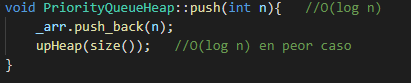 void PriorityQueueHeap::push(int n){   //O(log n)
    _arr.push_back(n);
    upHeap(size());   //O(log n) en peor caso
}